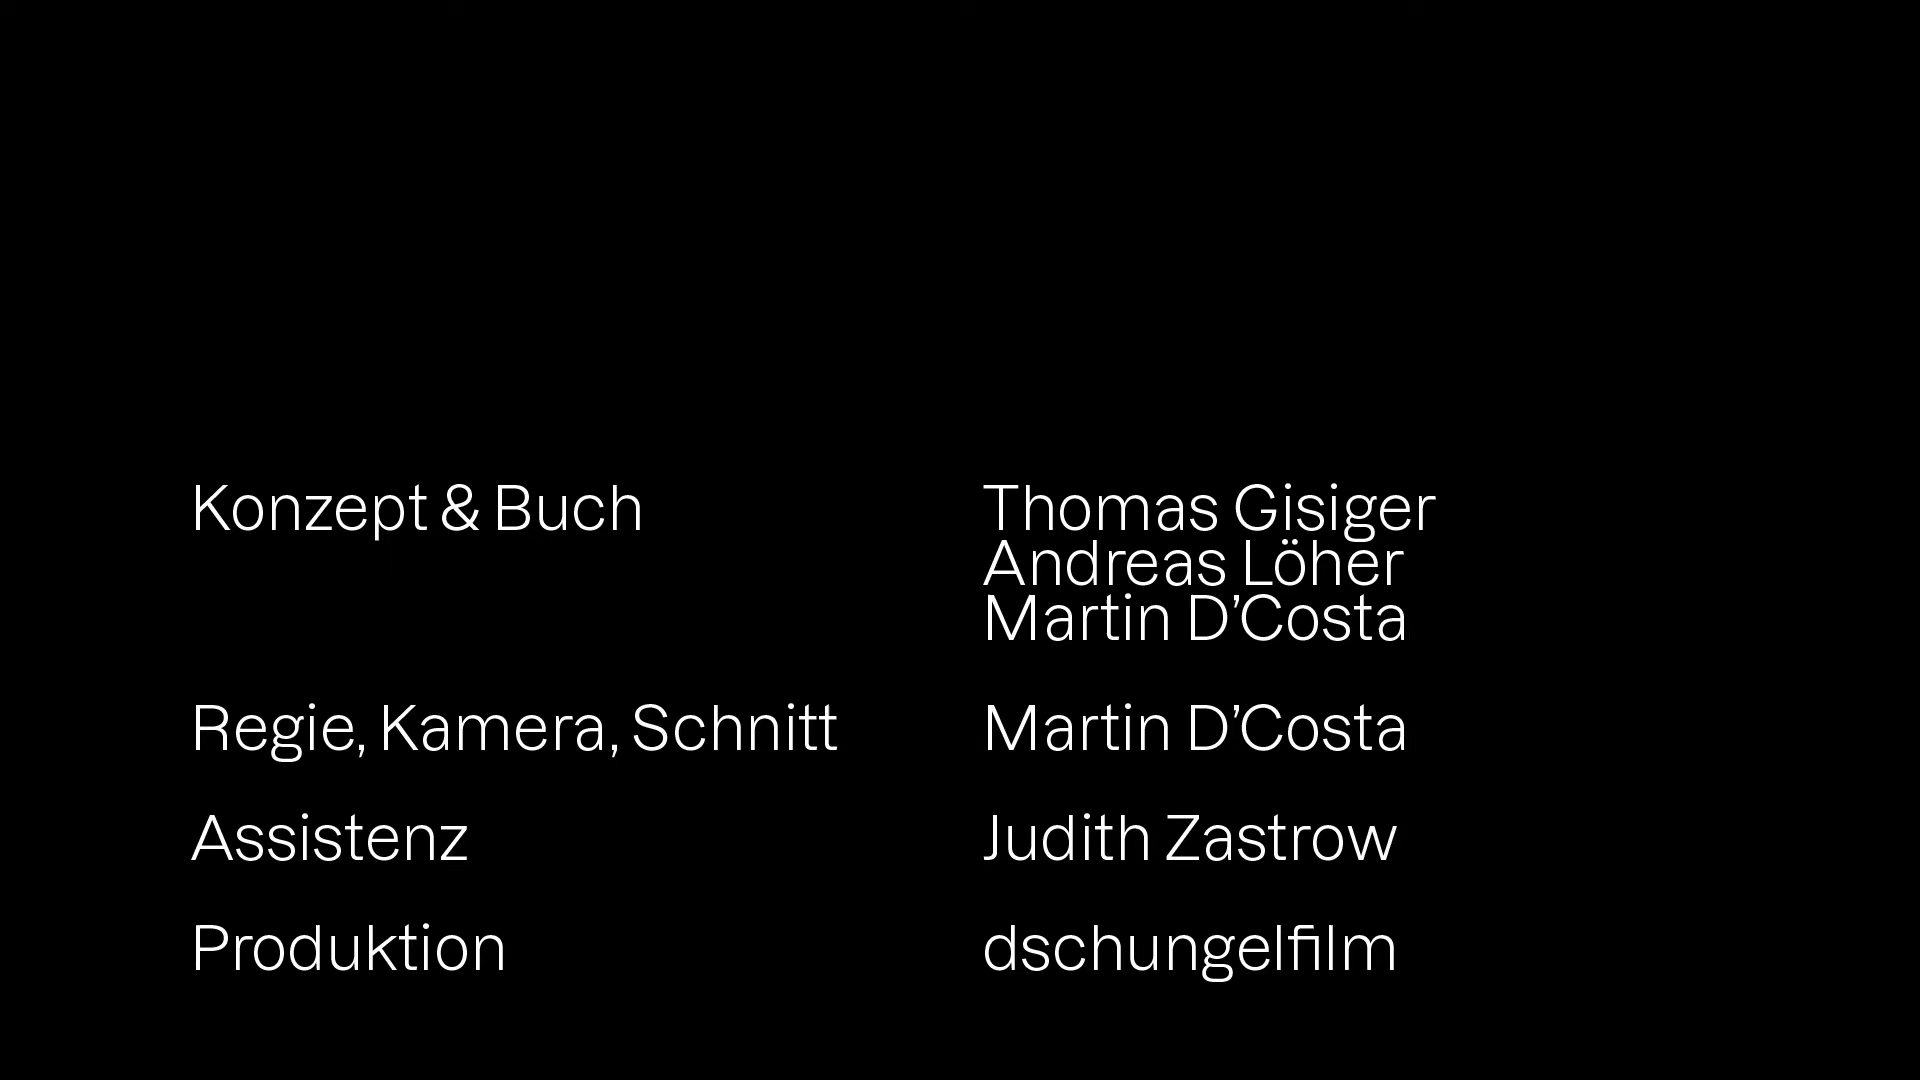 Konzept & Buch Thomas Gisiger
Andreas Löher
Martin D’Costa
Regie, Kamera, Schnitt Martin D’Costa
Assistenz Judith Zastrow
Produktion dschungelfilm